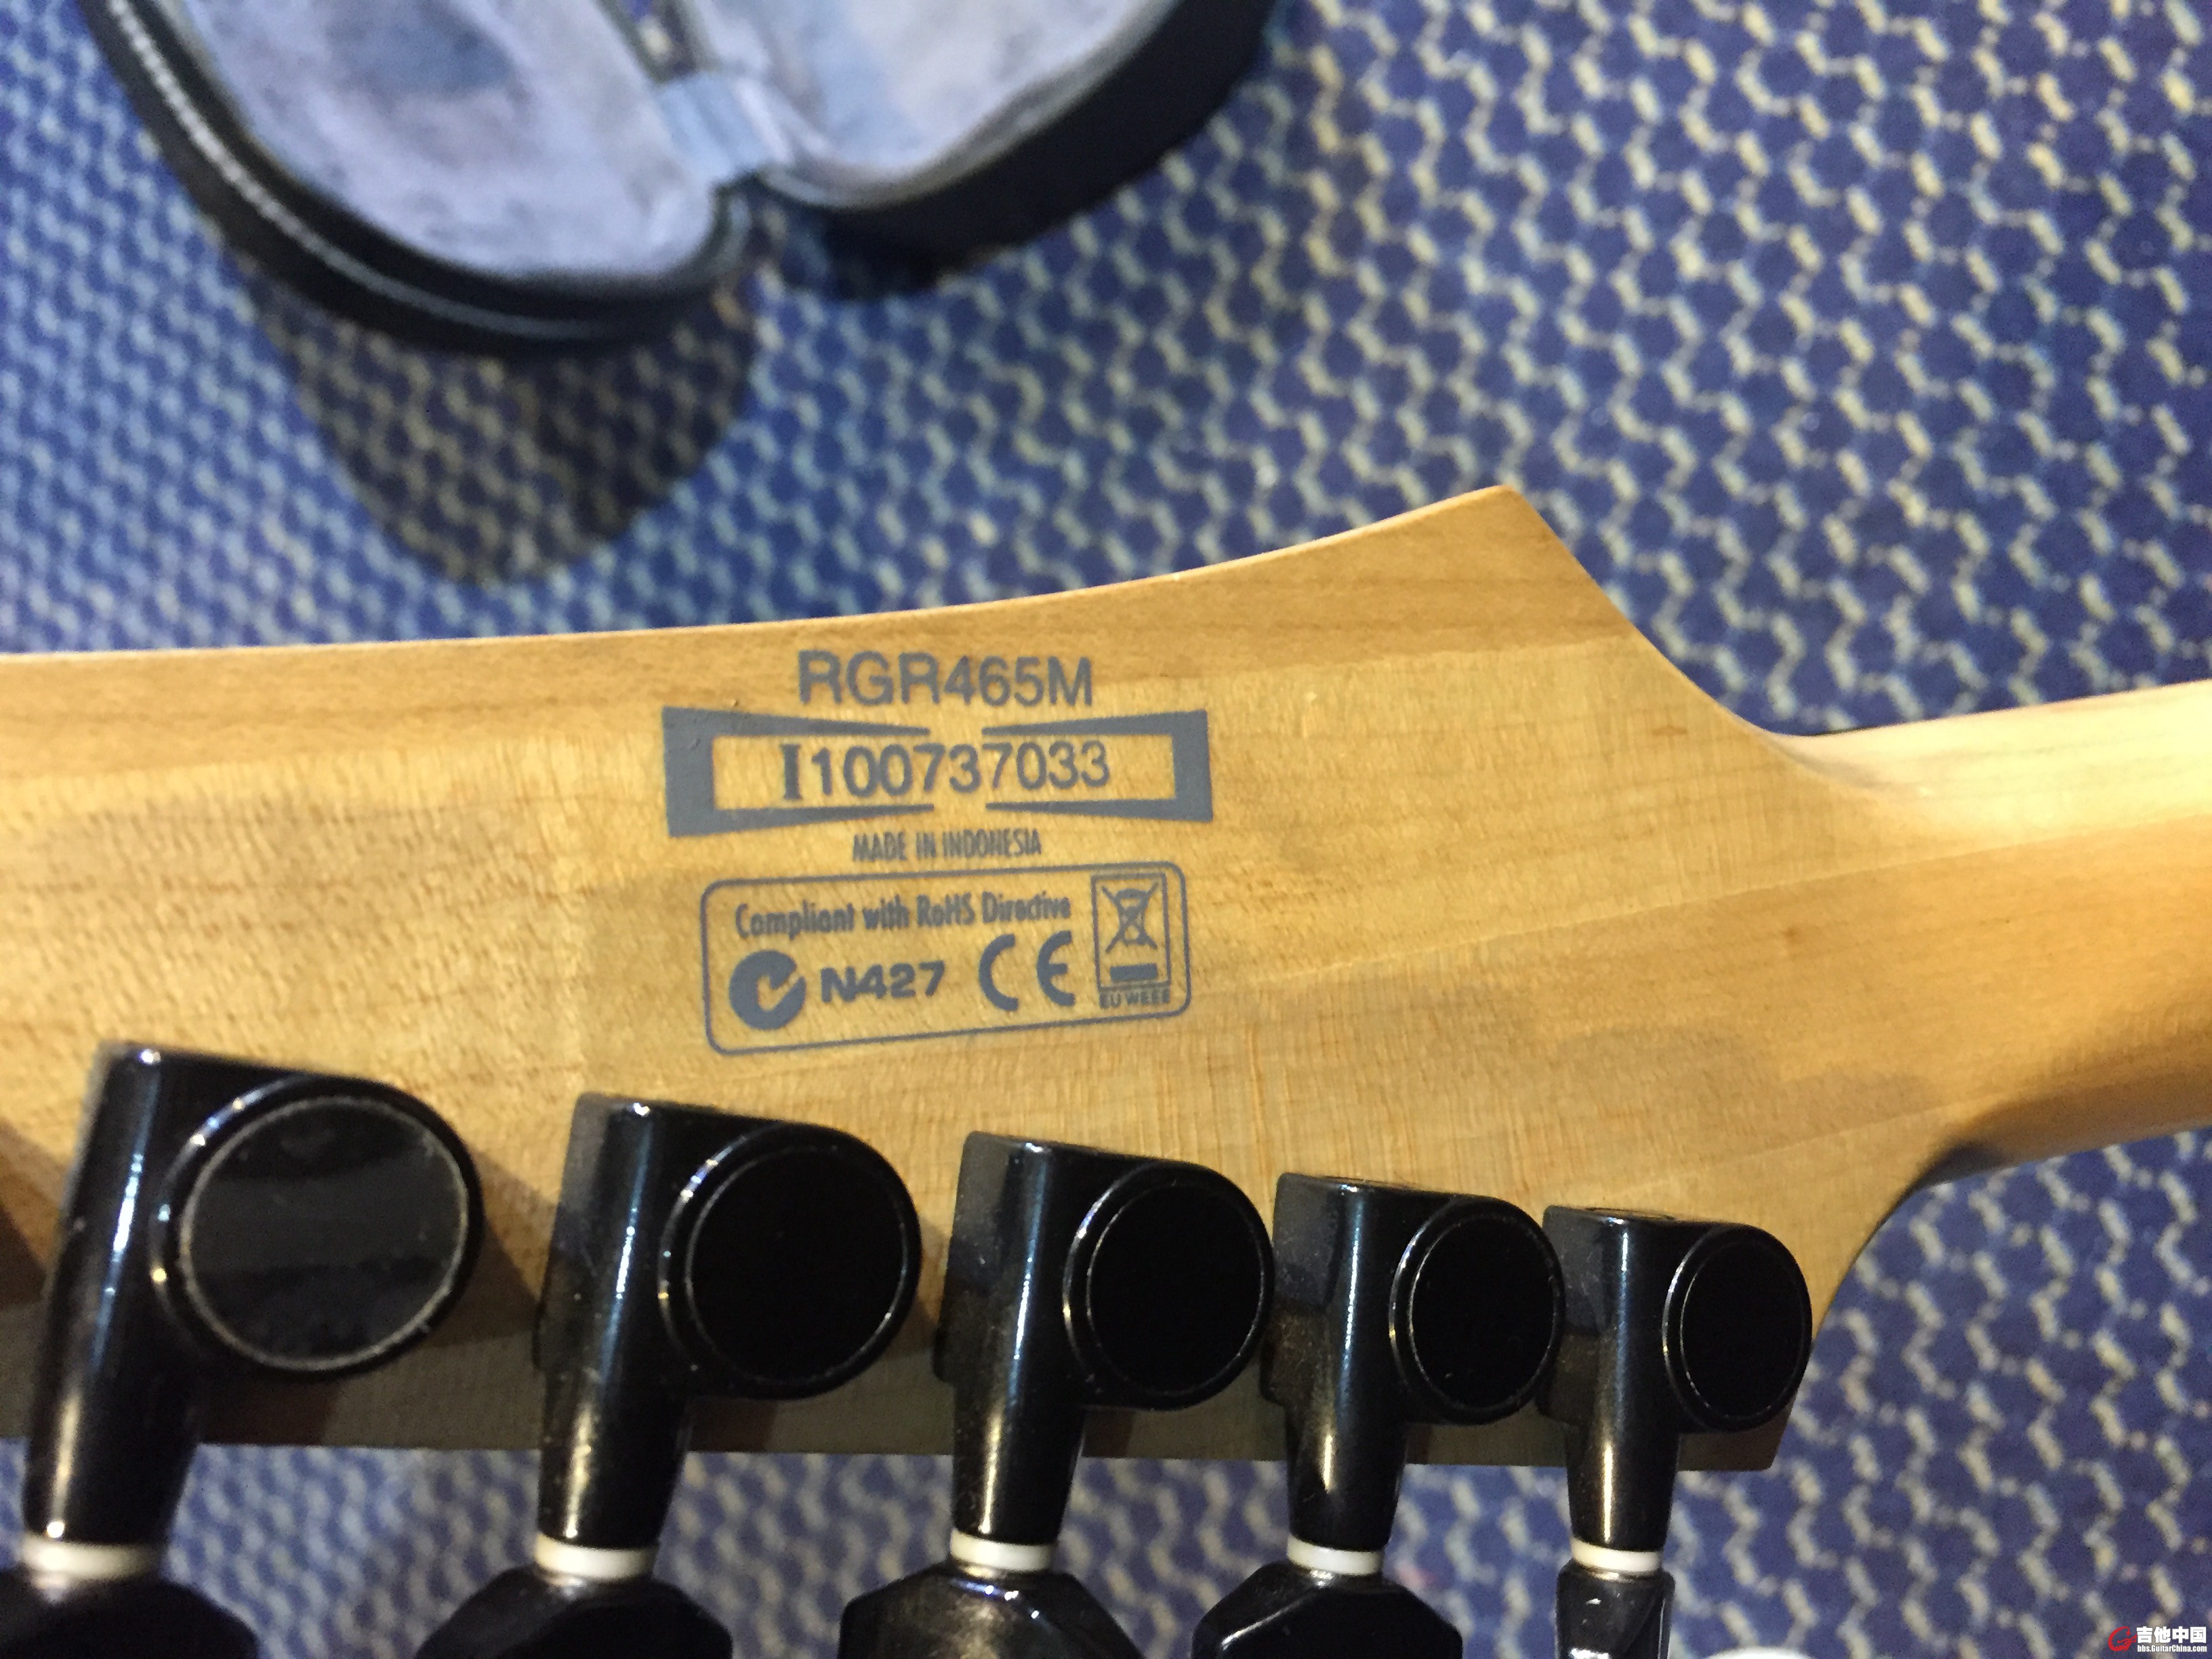 RGR465M
I100737033
MADE IN INDONESIA
Compliant with RoHS Directive
N427 CE
EU WEEE
吉他中国
bbs.GuitarChina.com